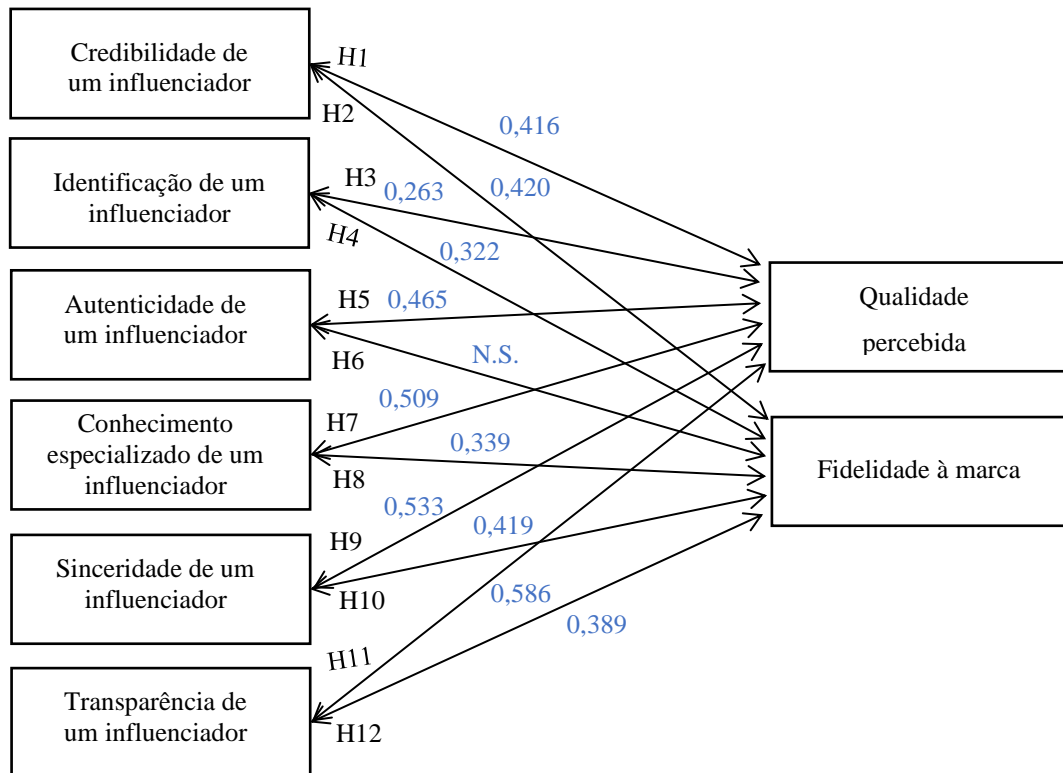 Credibilidade de
um influenciador
H1
H2
0,416
Identificação de um
influenciador
H3
0,263
0,420
H4
0,322
Autenticidade de
um influenciador
H5
0,465
H6
N.S.
Qualidade
percebida
Conhecimento
especializado de um
influenciador
H7
0,509
0,339
H8
Fidelidade à marca
Sinceridade de um
influenciador
H9
0,533
0,419
H10
0,586
0,389
Transparência de
um influenciador
H11
H12